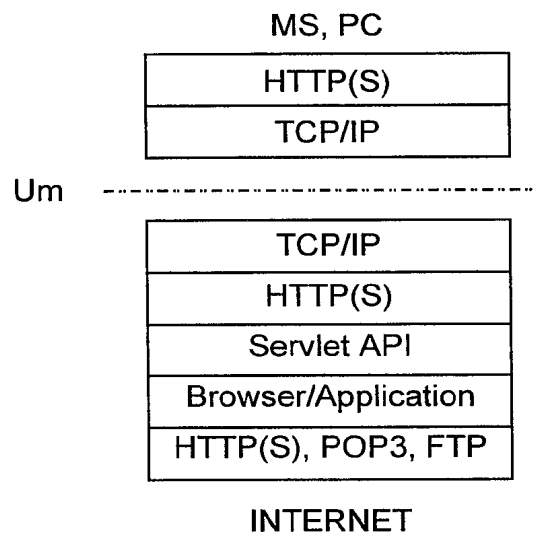 MS, PC
HTTP(S)
TCP/IP
Um
TCP/IP
HTTP(S)
Servlet API
Browser/Application
HTTP(S), POP3, FTP
INTERNET